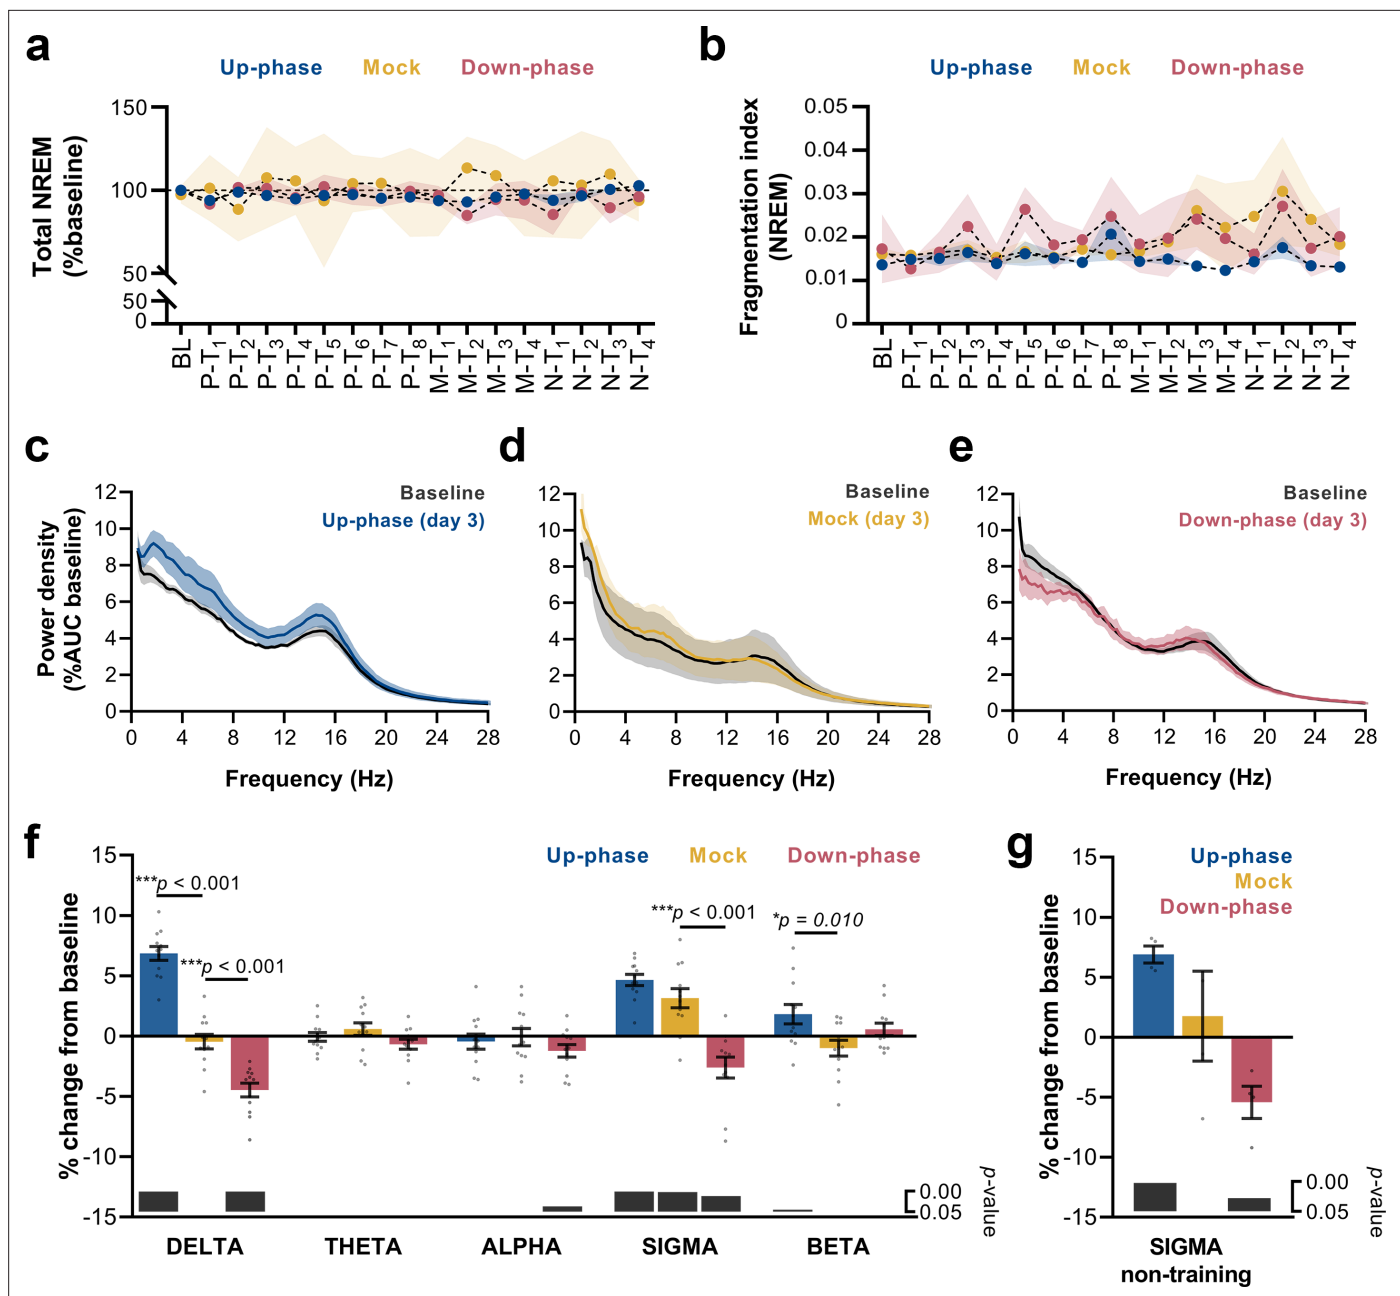 a
Up-phase Mock Down-phase
Total NREM
(%baseline)
150
100
50
50
0
BL P-T1 P-T2 P-T3 P-T4 P-T5 P-T6 P-T7 P-T8 M-T1 M-T2 M-T3 M-T4 N-T1 N-T2 N-T3 N-T4
b
Up-phase Mock Down-phase
Fragmentation index
(NREM)
0.05
0.04
0.03
0.02
0.01
0
BL P-T1 P-T2 P-T3 P-T4 P-T5 P-T6 P-T7 P-T8 M-T1 M-T2 M-T3 M-T4 N-T1 N-T2 N-T3 N-T4
c
Baseline
Up-phase (day 3)
Power density
(%AUC baseline)
12
10
8
6
4
2
0
0 4 8 12 16 20 24 28
Frequency (Hz)
d
Baseline
Mock (day 3)
12
10
8
6
4
2
0
0 4 8 12 16 20 24 28
Frequency (Hz)
e
Baseline
Down-phase (day 3)
12
10
8
6
4
2
0
0 4 8 12 16 20 24 28
Frequency (Hz)
f
Up-phase Mock Down-phase
% change from baseline
15
10
5
0
-5
-10
-15
***p < 0.001
***p < 0.001
***p < 0.001
*p = 0.010
0.00
0.05
p-value
DELTA THETA ALPHA SIGMA BETA
g
Up-phase
Mock
Down-phase
% change from baseline
15
10
5
0
-5
-10
-15
0.00
0.05
p-value
SIGMA
non-training